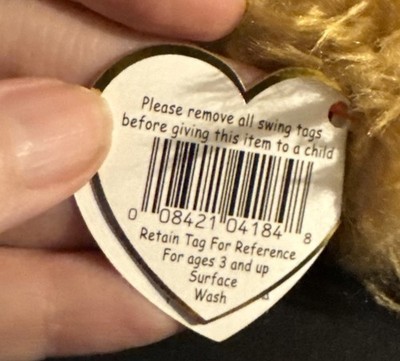 Please remove all swing tags
before giving this item to a child
0 08421 04184 8
Retain Tag For Reference
For ages 3 and up
Surface
Wash